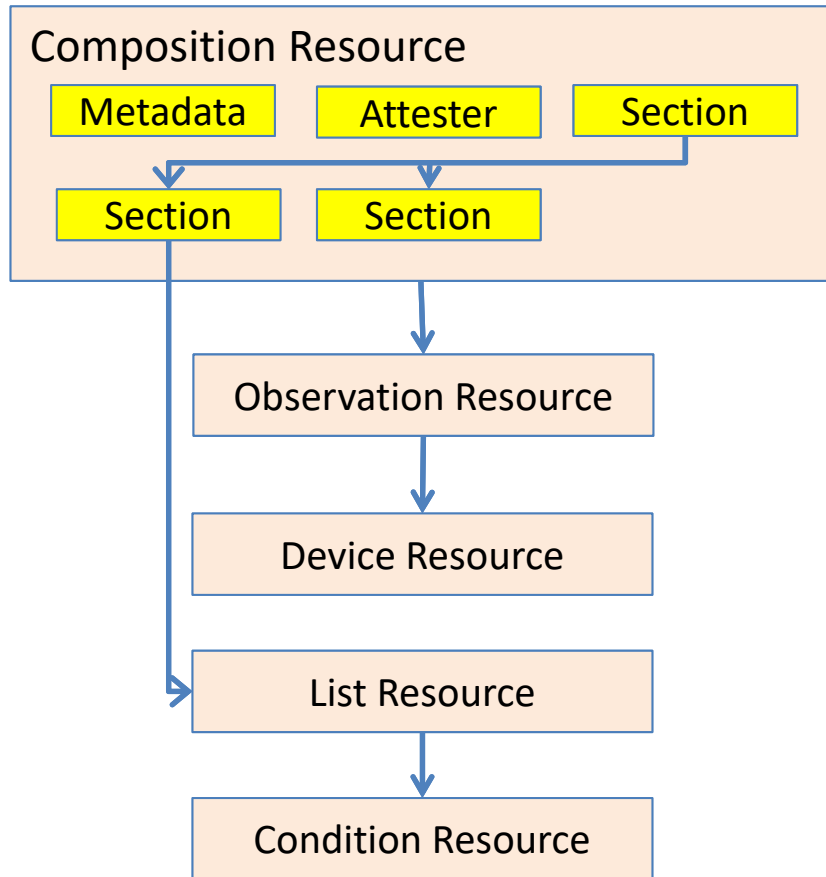 Composition Resource
Metadata
Attester
Section
Section
Section
Observation Resource
Device Resource
List Resource
Condition Resource